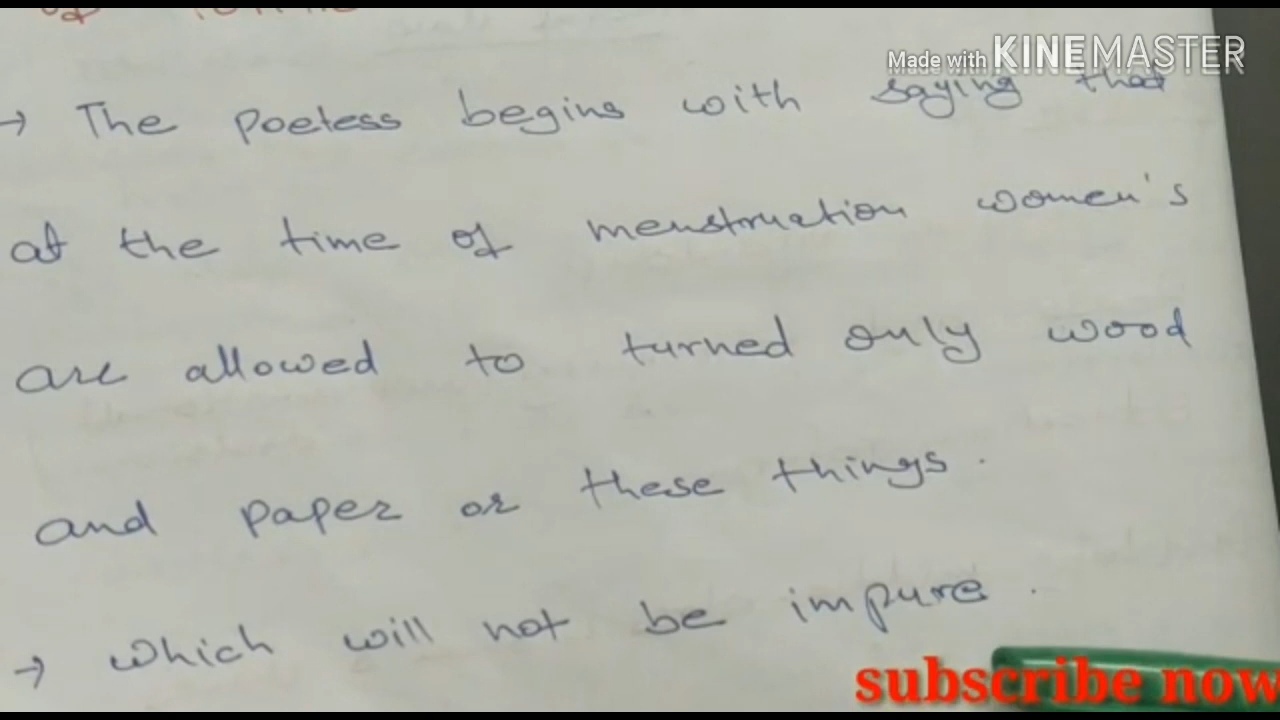 Made with KINEMASTER
→ The poetess begins with saying that
at the time of menstruation women's
are allowed to turned only wood
and paper or these things.
→ which will not be impure.
subscribe now